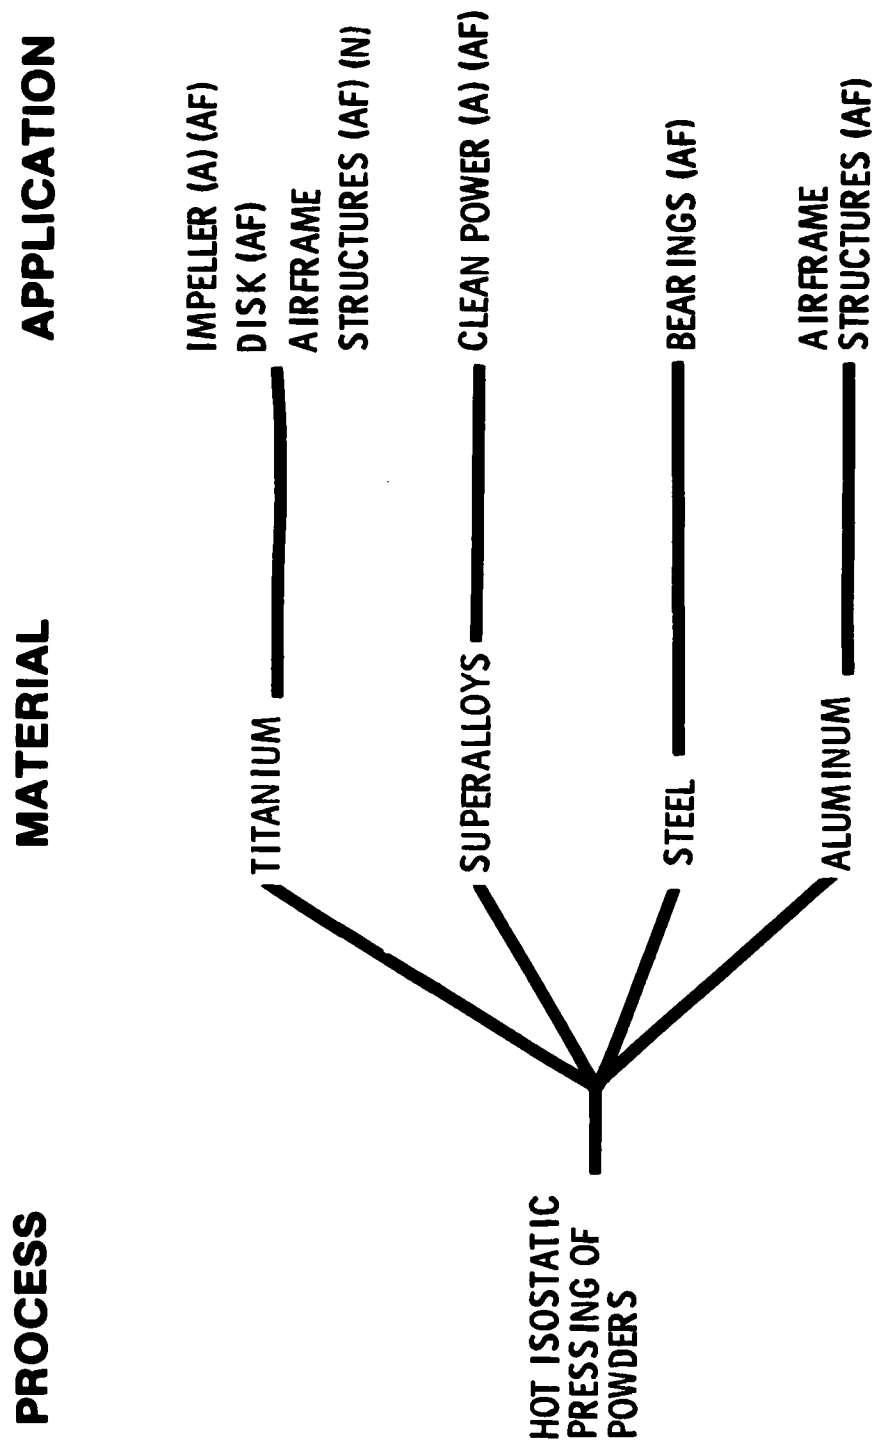 PROCESS
MATERIAL
APPLICATION
HOT ISOSTATIC
PRESSING OF
POWDERS
TITANIUM
IMPELLER (A) (AF)
DISK (AF)
AIRFRAME
STRUCTURES (AF) (N)
SUPERALLOYS
CLEAN POWER (A) (AF)
STEEL
BEARINGS (AF)
ALUMINUM
AIRFRAME
STRUCTURES (AF)